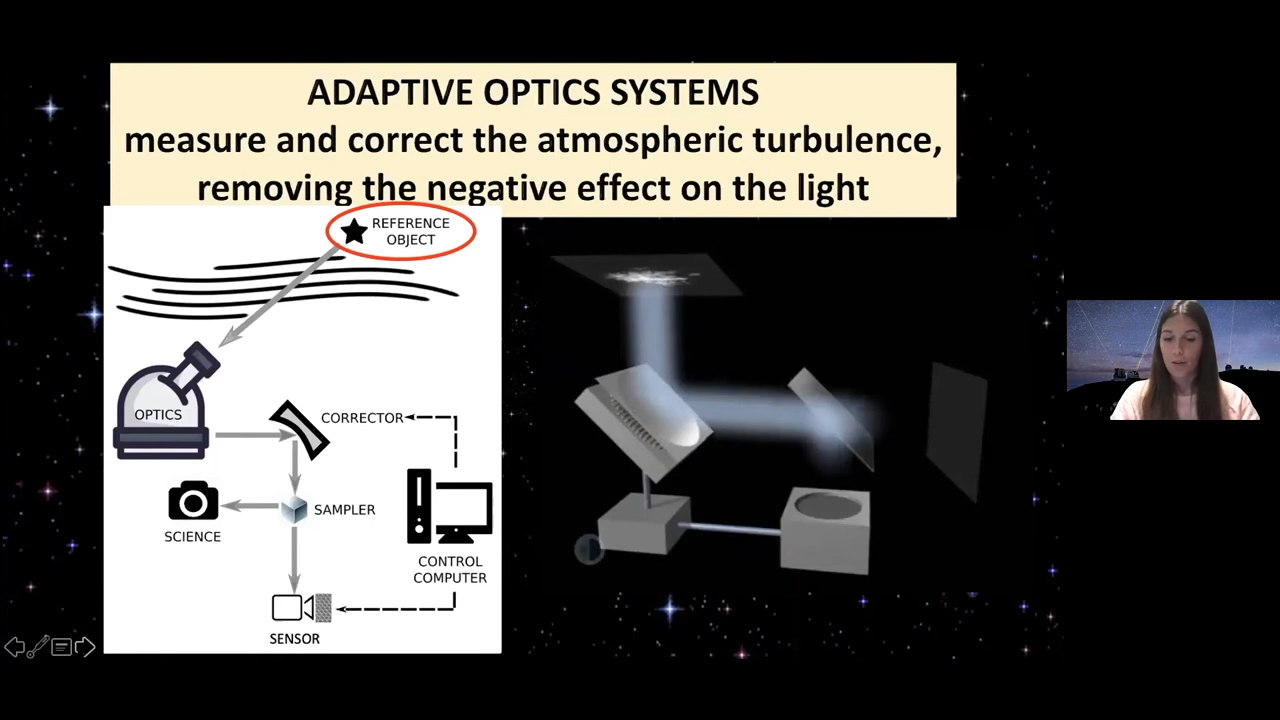 ADAPTIVE OPTICS SYSTEMS
measure and correct the atmospheric turbulence,
removing the negative effect on the light
REFERENCE
OBJECT
OPTICS
CORRECTOR
SAMPLER
SCIENCE
CONTROL
COMPUTER
SENSOR